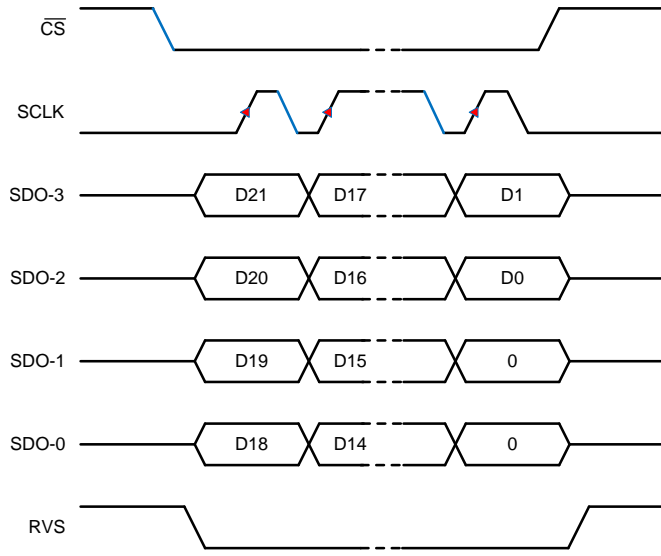 CS
SCLK
SDO-3 D21 D17 D1
SDO-2 D20 D16 D0
SDO-1 D19 D15 0
SDO-0 D18 D14 0
RVS